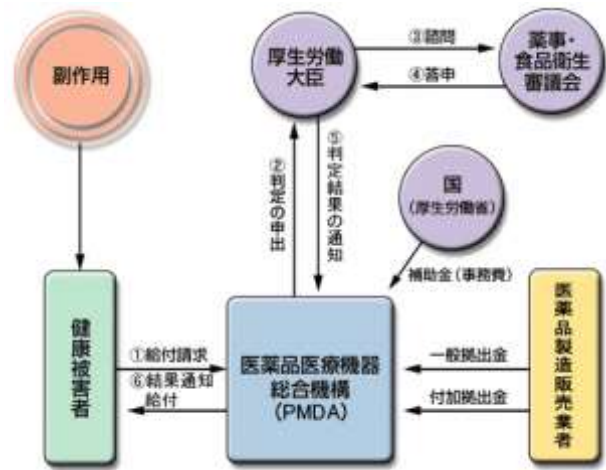 副作用
厚生労働
大臣
③諮問
④答申
薬事・
食品衛生
審議会
②判定の申出
⑤判定結果の通知
国
(厚生労働省)
補助金(事務費)
健康被害者
①給付請求
⑥結果通知
給付
医薬品医療機器
総合機構
(PMDA)
一般拠出金
付加拠出金
医薬品製造販売業者